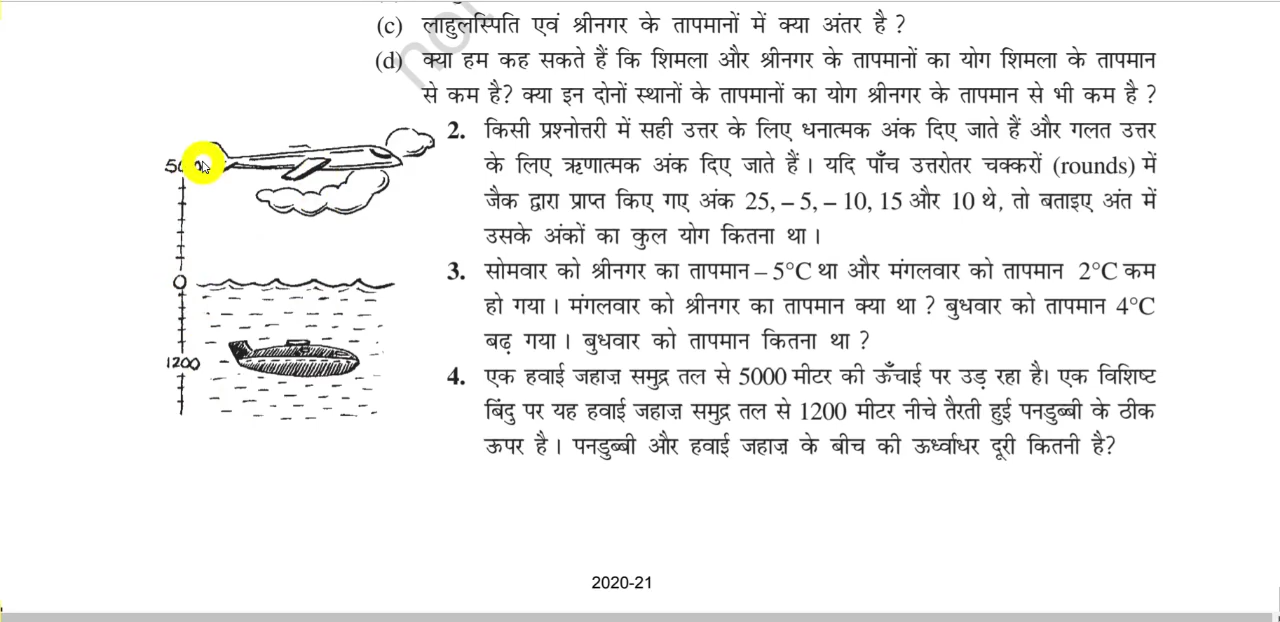 (c) लाहुलस्पिति एवं श्रीनगर के तापमानों में क्या अंतर है ?
(d) क्या हम कह सकते हैं कि शिमला और श्रीनगर के तापमानों का योग शिमला के तापमान
से कम है? क्या इन दोनों स्थानों के तापमानों का योग श्रीनगर के तापमान से भी कम है ?
2. किसी प्रश्नोत्तरी में सही उत्तर के लिए धनात्मक अंक दिए जाते हैं और गलत उत्तर
के लिए ऋणात्मक अंक दिए जाते हैं। यदि पाँच उत्तरोतर चक्करों (rounds) में
जैक द्वारा प्राप्त किए गए अंक 25, – 5, – 10, 15 और 10 थे, तो बताइए अंत में
उसके अंकों का कुल योग कितना था।
3. सोमवार को श्रीनगर का तापमान – 5°C था और मंगलवार को तापमान 2°C कम
हो गया। मंगलवार को श्रीनगर का तापमान क्या था ? बुधवार को तापमान 4°C
बढ़ गया। बुधवार को तापमान कितना था ?
4. एक हवाई जहाज़ समुद्र तल से 5000 मीटर की ऊँचाई पर उड़ रहा है। एक विशिष्ट
बिंदु पर यह हवाई जहाज़ समुद्र तल से 1200 मीटर नीचे तैरती हुई पनडुब्बी के ठीक
ऊपर है। पनडुब्बी और हवाई जहाज़ के बीच की ऊर्ध्वाधर दूरी कितनी है?
0
1200
2020-21